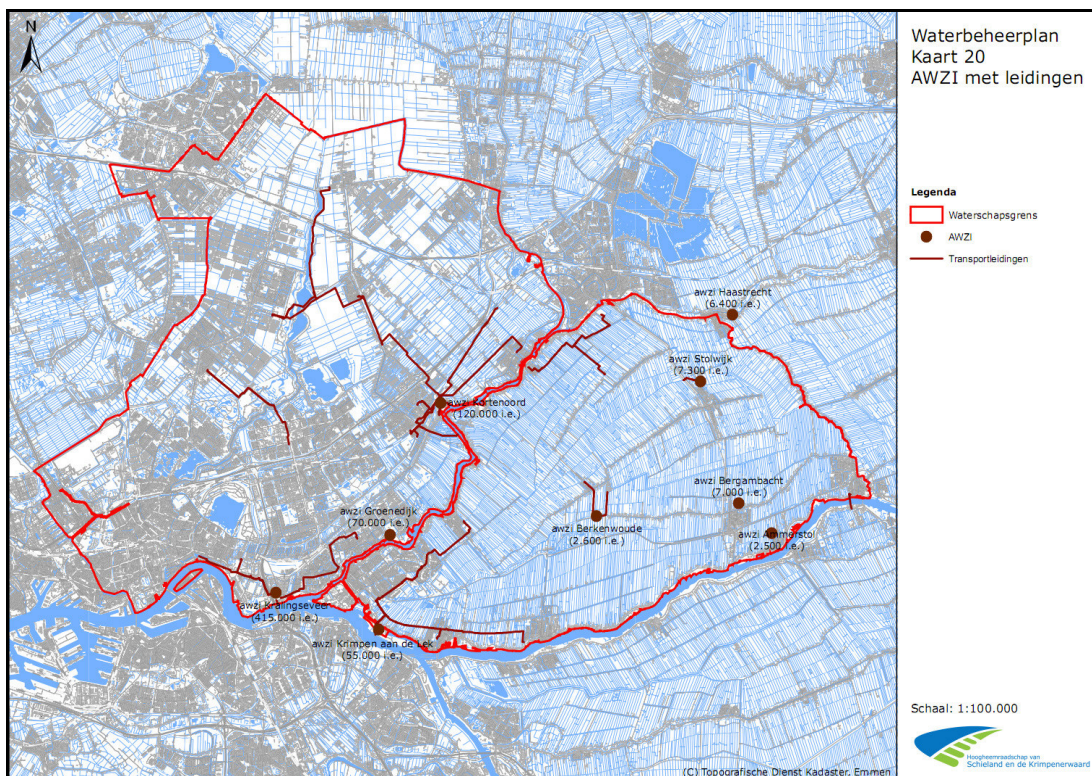 Waterbeheerplan
Kaart 20
AWZI met leidingen
N
Legenda
Waterschapsgrens
AWZI
Transportleidingen
awzi Haastrecht
(6.400 i.e.)
awzi Stolwijk
(7.300 i.e.)
awzi Kortenoord
(120.000 i.e.)
awzi Bergambacht
(7.000 i.e.)
awzi Groenedijk
(70.000 i.e.)
awzi Berkenwoude
(2.600 i.e.)
awzi Ammerstol
(2.500 i.e.)
awzi Kralingseveer
(415.000 i.e.)
awzi Krimpen aan de Lek
(55.000 i.e.)
Schaal: 1:100.000
Hoogheemraadschap van
Schieland en de Krimpenerwaard
(C) Topografische Dienst Kadaster, Emmen